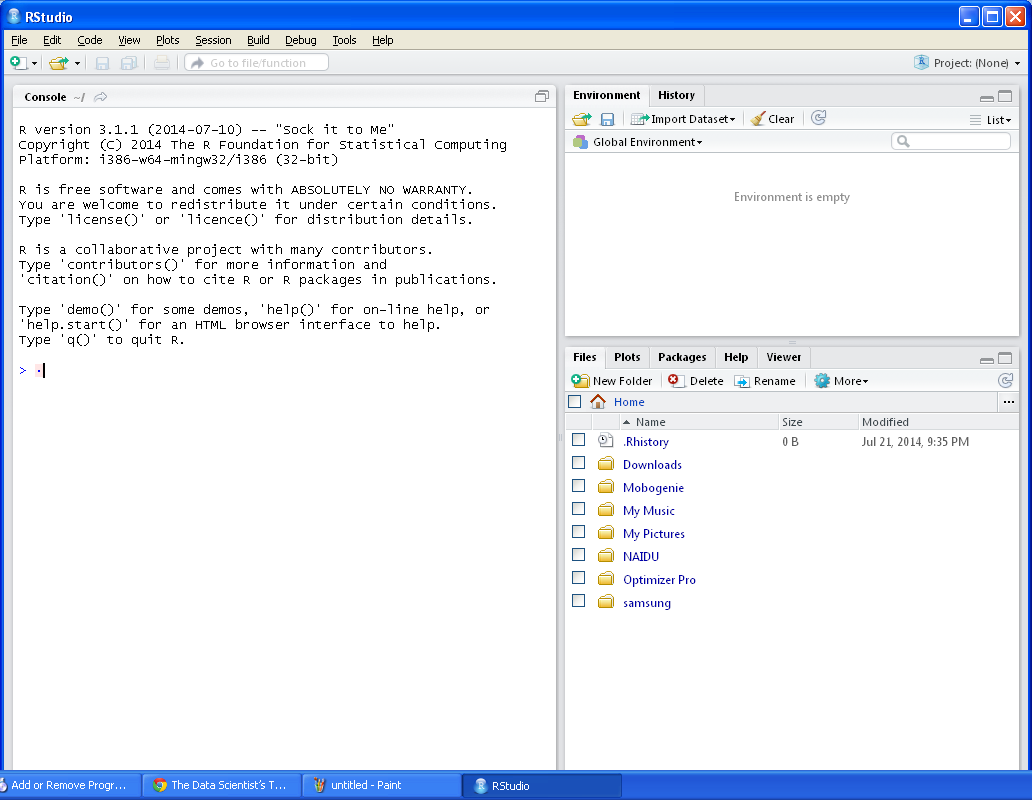 RStudio
File Edit Code View Plots Session Build Debug Tools Help
Go to file/function
Project: (None)
Console ~/
R version 3.1.1 (2014-07-10) -- "Sock it to Me"
Copyright (C) 2014 The R Foundation for Statistical Computing
Platform: i386-w64-mingw32/i386 (32-bit)
R is free software and comes with ABSOLUTELY NO WARRANTY.
You are welcome to redistribute it under certain conditions.
Type 'license()' or 'licence()' for distribution details.
R is a collaborative project with many contributors.
Type 'contributors()' for more information and
'citation()' on how to cite R or R packages in publications.
Type 'demo()' for some demos, 'help()' for on-line help, or
'help.start()' for an HTML browser interface to help.
Type 'q()' to quit R.
> ·
Environment History
Import Dataset Clear List
Global Environment
Environment is empty
Files Plots Packages Help Viewer
New Folder Delete Rename More
Home ...
Name Size Modified
.Rhistory 0 B Jul 21, 2014, 9:35 PM
Downloads
Mobogenie
My Music
My Pictures
NAIDU
Optimizer Pro
samsung
Add or Remove Progr... The Data Scientist's T... untitled - Paint RStudio